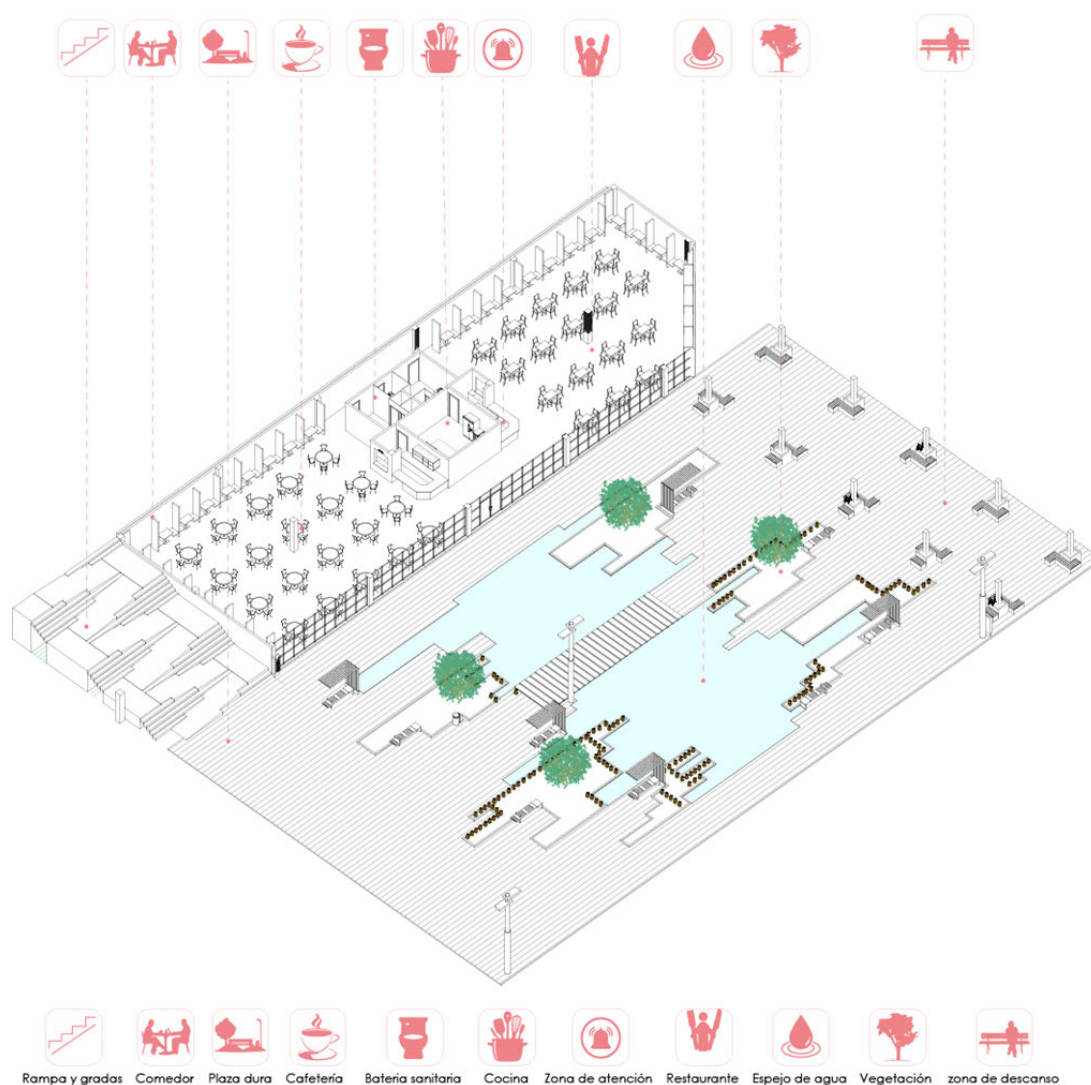 Rampa y gradas Comedor Plaza dura Cafetería Bateria sanitaria Cocina Zona de atención Restaurante Espejo de agua Vegetación zona de descanso